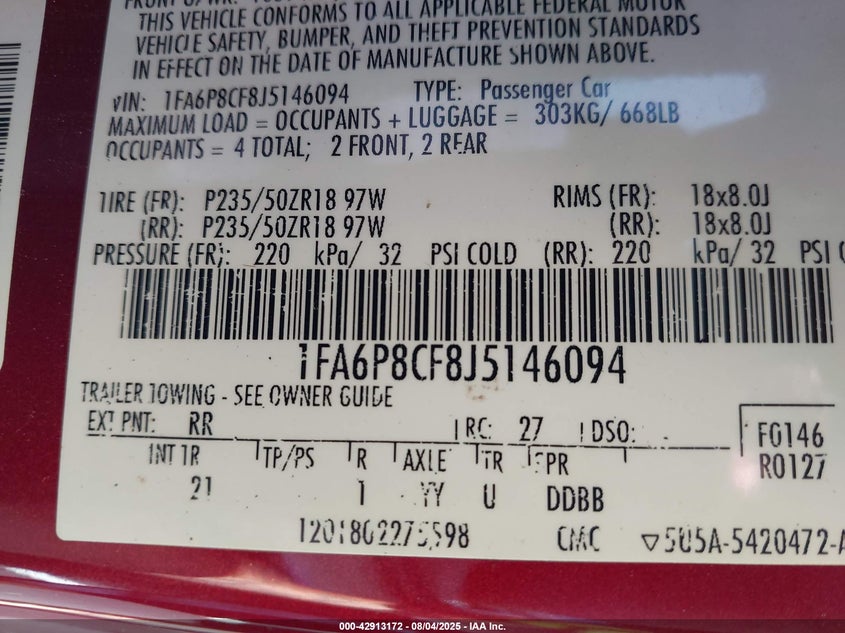 THIS VEHICLE CONFORMS TO ALL APPLICABLE FEDERAL MOTOR
VEHICLE SAFETY, BUMPER, AND THEFT PREVENTION STANDARDS
IN EFFECT ON THE DATE OF MANUFACTURE SHOWN ABOVE.
VIN: 1FA6P8CF8J5146094 TYPE: Passenger Car
MAXIMUM LOAD = OCCUPANTS + LUGGAGE = 303KG/ 668LB
OCCUPANTS = 4 TOTAL; 2 FRONT, 2 REAR
TIRE (FR): P235/50ZR18 97W RIMS (FR): 18x8.0J
(RR): P235/50ZR18 97W (RR): 18x8.0J
PRESSURE (FR): 220 kPa/ 32 PSI COLD (RR): 220 kPa/ 32 PSI
1FA6P8CF8J5146094
TRAILER TOWING - SEE OWNER GUIDE
EXT PNT: RR RC: 27 DSO: F0146
INT TR TP/PS R AXLE TR SPR R0127
21 1 YY U DDBB
CMC ▽5U5A-5420472-A
000-42913172 - 08/04/2025 - IAA Inc.